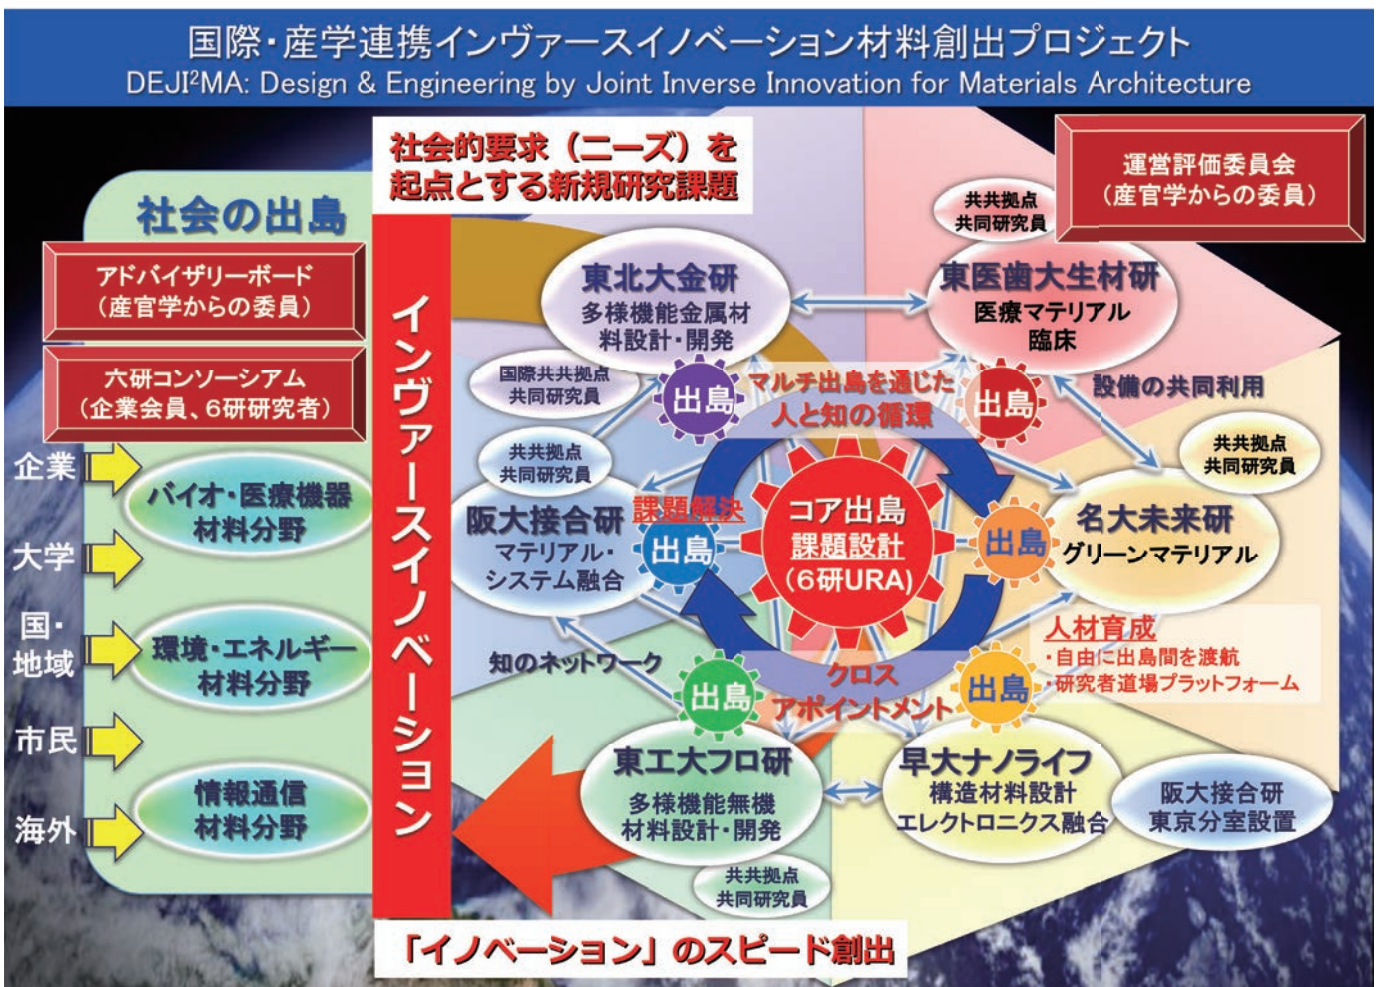 国際・産学連携インヴァースイノベーション材料創出プロジェクト
DEJI²MA: Design & Engineering by Joint Inverse Innovation for Materials Architecture
社会的要求（ニーズ）を
起点とする新規研究課題
運営評価委員会
（産官学からの委員）
社会の出島
アドバイザリーボード
（産官学からの委員）
六研コンソーシアム
（企業会員、6研研究者）
企業
大学
国・
地域
市民
海外
バイオ・医療機器
材料分野
環境・エネルギー
材料分野
情報通信
材料分野
インヴァースイノベーション
東北大金研
多様機能金属材
料設計・開発
国際共共拠点
共同研究員
出島
共共拠点
共同研究員
東医歯大生材研
医療マテリアル
臨床
出島
マルチ出島を通じた
人と知の循環
設備の共同利用
共共拠点
共同研究員
阪大接合研
マテリアル・
システム融合
課題解決
出島
コア出島
課題設計
（6研URA）
出島
共共拠点
共同研究員
名大未来研
グリーンマテリアル
人材育成
・自由に出島間を渡航
・研究者道場プラットフォーム
知のネットワーク
出島
クロス
アポイントメント
出島
東工大フロ研
多様機能無機
材料設計・開発
共共拠点
共同研究員
早大ナノライフ
構造材料設計
エレクトロニクス融合
阪大接合研
東京分室設置
「イノベーション」のスピード創出